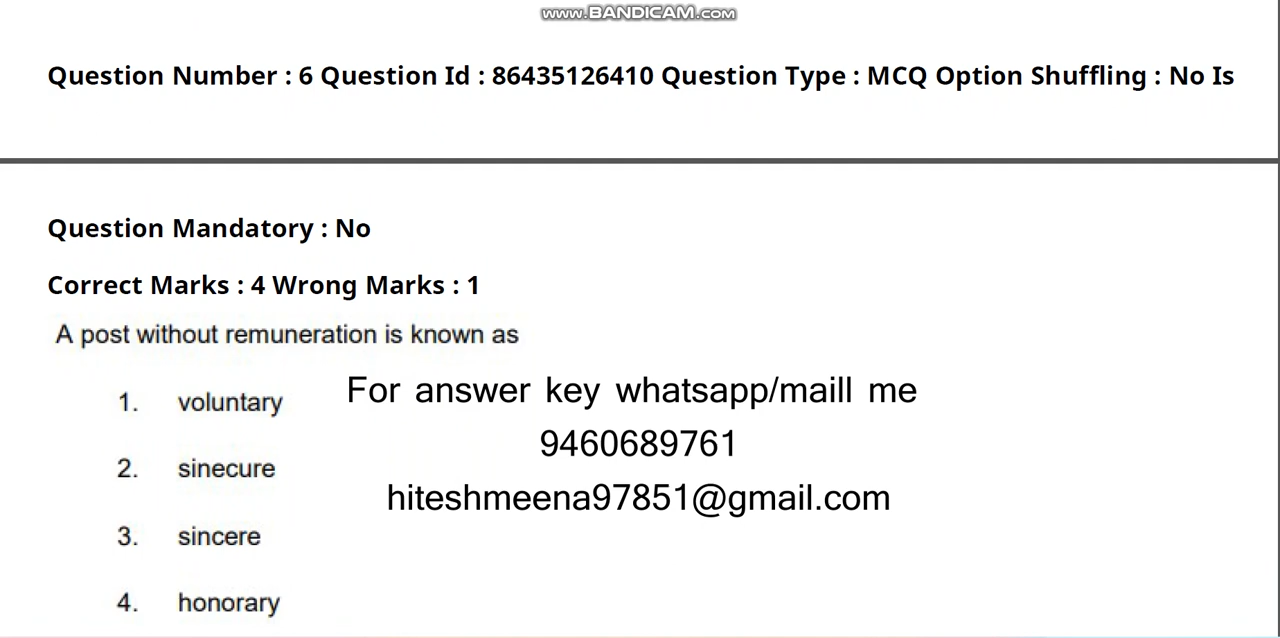 www.BANDICAM.com
Question Number : 6 Question Id : 86435126410 Question Type : MCQ Option Shuffling : No Is
Question Mandatory : No
Correct Marks : 4 Wrong Marks : 1
A post without remuneration is known as
1. voluntary
For answer key whatsapp/maill me
9460689761
2. sinecure
hiteshmeena97851@gmail.com
3. sincere
4. honorary